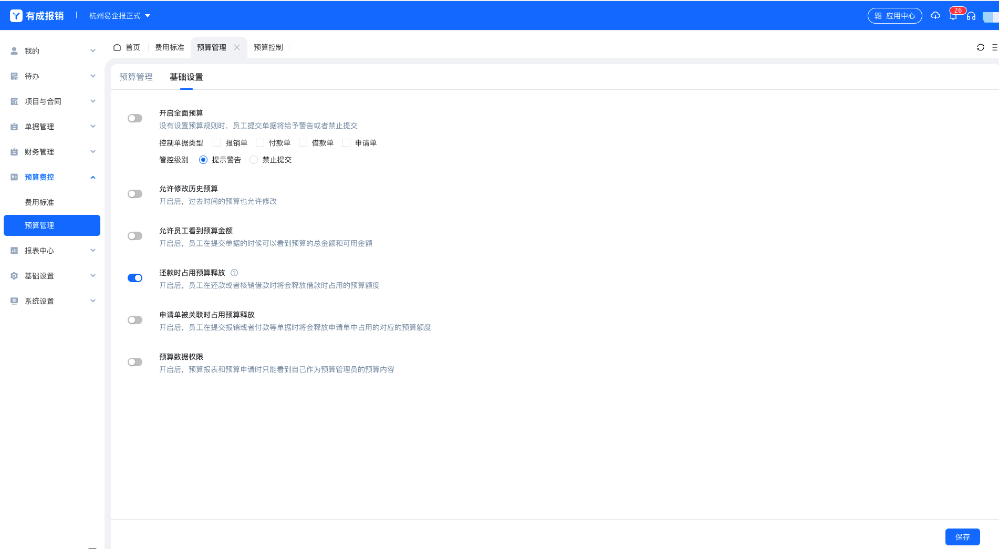 有成报销
杭州易企报正式
应用中心
26
我的
待办
项目与合同
单据管理
财务管理
预算费控
费用标准
预算管理
报表中心
基础设置
系统设置
首页
费用标准
预算管理
预算控制
预算管理
基础设置
开启全面预算
没有设置预算规则时，员工提交单据将给予警告或者禁止提交
控制单据类型 报销单 付款单 借款单 申请单
管控级别 提示警告 禁止提交
允许修改历史预算
开启后，过去时间的预算也允许修改
允许员工看到预算金额
开启后，员工在提交单据的时候可以看到预算的总金额和可用金额
还款时占用预算释放
开启后，员工在还款或者核销借款时将会释放借款时占用的预算额度
申请单被关联时占用预算释放
开启后，员工在提交报销或者付款等单据时将会释放申请单中占用的对应的预算额度
预算数据权限
开启后，预算报表和预算申请时只能看到自己作为预算管理员的预算内容
保存